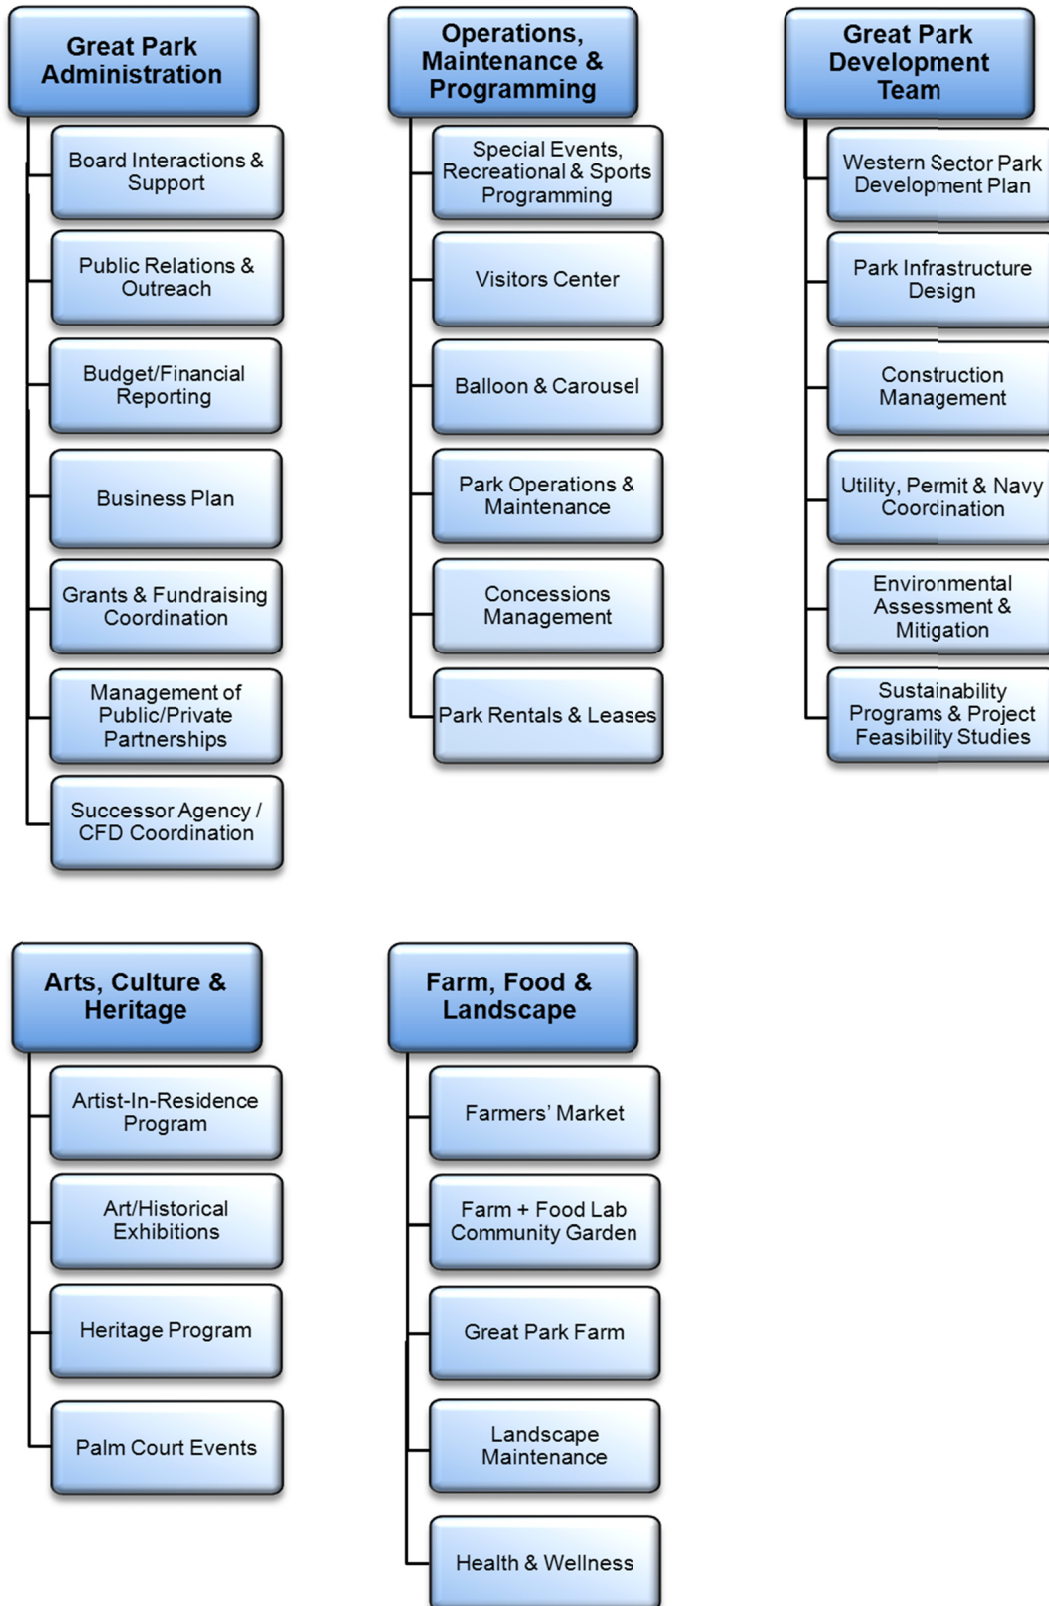 Great Park
Administration
Board Interactions &
Support
Public Relations &
Outreach
Budget/Financial
Reporting
Business Plan
Grants & Fundraising
Coordination
Management of
Public/Private
Partnerships
Successor Agency /
CFD Coordination
Operations,
Maintenance &
Programming
Special Events,
Recreational & Sports
Programming
Visitors Center
Balloon & Carousel
Park Operations &
Maintenance
Concessions
Management
Park Rentals & Leases
Great Park
Development
Team
Western Sector Park
Development Plan
Park Infrastructure
Design
Construction
Management
Utility, Permit & Navy
Coordination
Environmental
Assessment &
Mitigation
Sustainability
Programs & Project
Feasibility Studies
Arts, Culture &
Heritage
Artist-In-Residence
Program
Art/Historical
Exhibitions
Heritage Program
Palm Court Events
Farm, Food &
Landscape
Farmers’ Market
Farm + Food Lab
Community Garden
Great Park Farm
Landscape
Maintenance
Health & Wellness